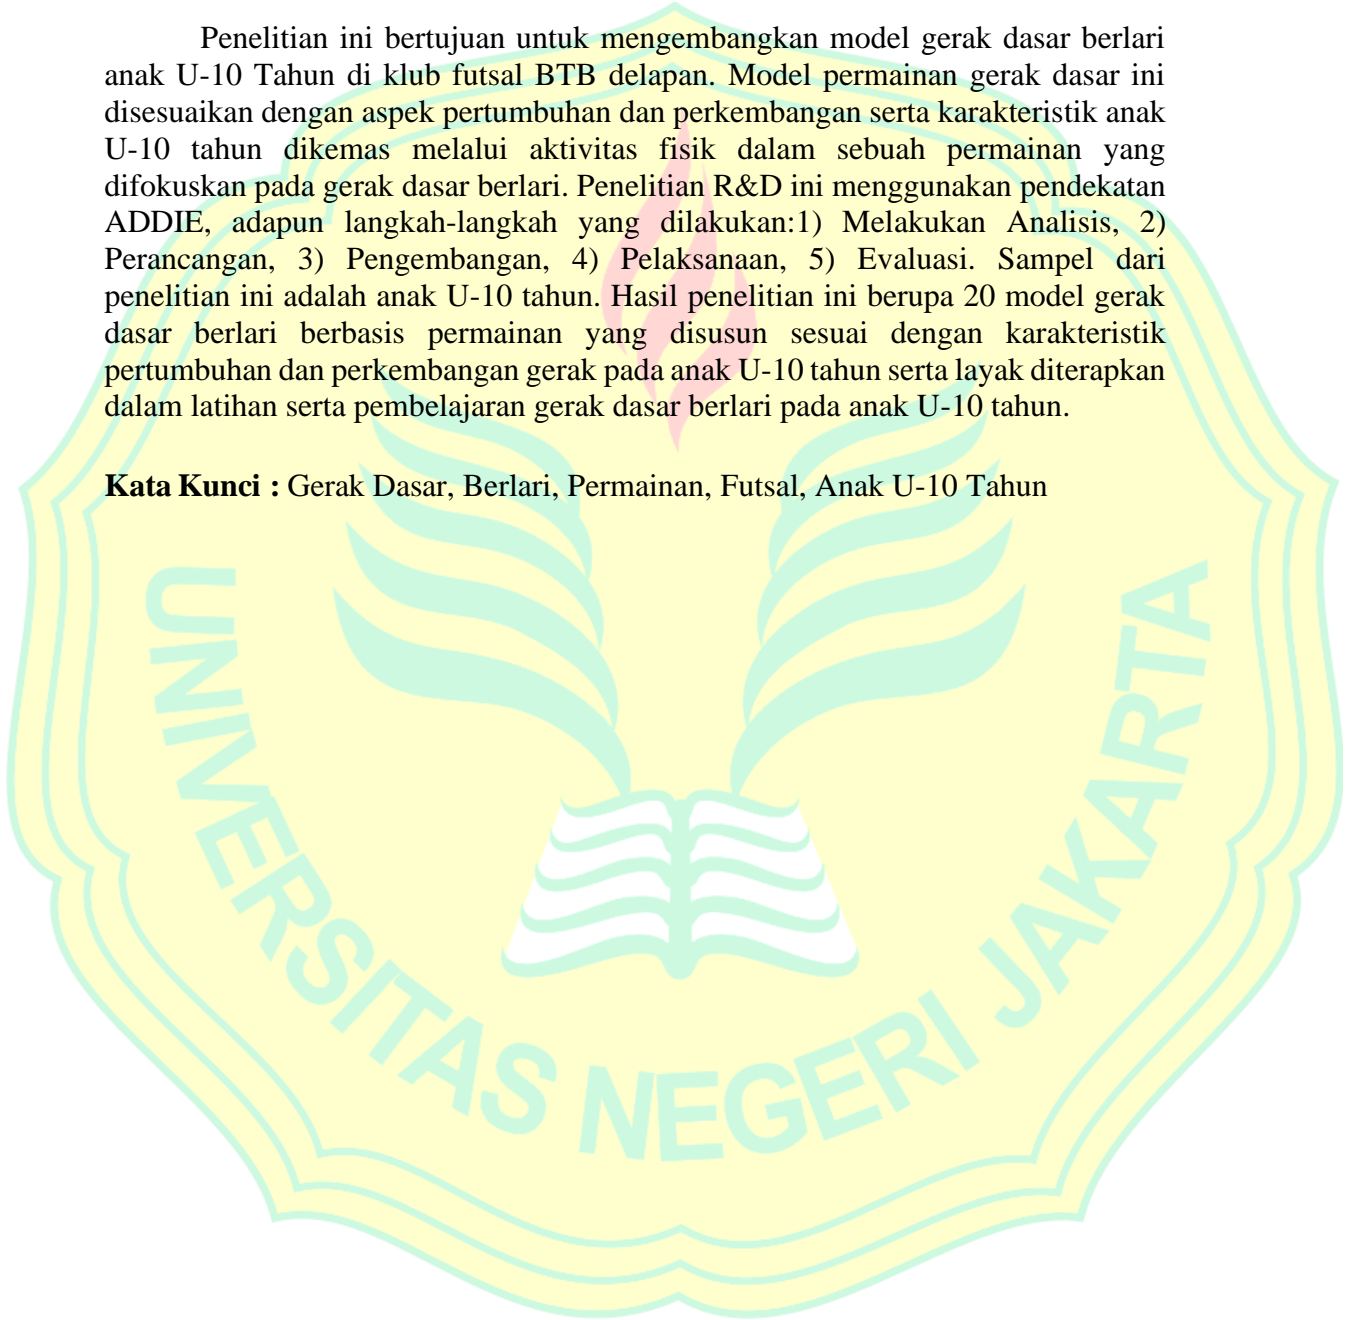 Penelitian ini bertujuan untuk mengembangkan model gerak dasar berlari
anak U-10 Tahun di klub futsal BTB delapan. Model permainan gerak dasar ini
disesuaikan dengan aspek pertumbuhan dan perkembangan serta karakteristik anak
U-10 tahun dikemas melalui aktivitas fisik dalam sebuah permainan yang
difokuskan pada gerak dasar berlari. Penelitian R&D ini menggunakan pendekatan
ADDIE, adapun langkah-langkah yang dilakukan:1) Melakukan Analisis, 2)
Perancangan, 3) Pengembangan, 4) Pelaksanaan, 5) Evaluasi. Sampel dari
penelitian ini adalah anak U-10 tahun. Hasil penelitian ini berupa 20 model gerak
dasar berlari berbasis permainan yang disusun sesuai dengan karakteristik
pertumbuhan dan perkembangan gerak pada anak U-10 tahun serta layak diterapkan
dalam latihan serta pembelajaran gerak dasar berlari pada anak U-10 tahun.
Kata Kunci : Gerak Dasar, Berlari, Permainan, Futsal, Anak U-10 Tahun
UNIVERSITAS NEGERI JAKARTA